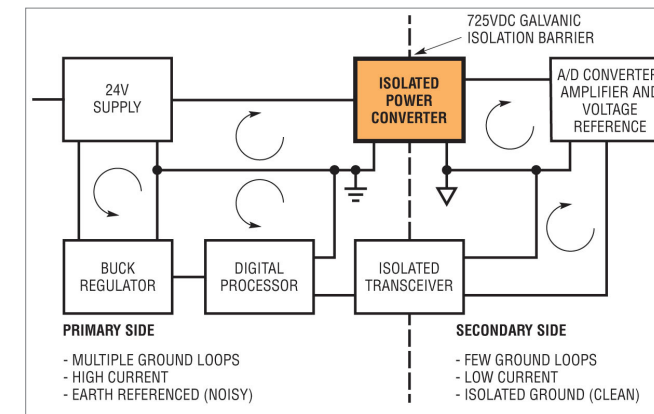 725VDC GALVANIC
ISOLATION BARRIER
24V
SUPPLY
ISOLATED
POWER
CONVERTER
A/D CONVERTER
AMPLIFIER AND
VOLTAGE
REFERENCE
BUCK
REGULATOR
DIGITAL
PROCESSOR
ISOLATED
TRANSCEIVER
PRIMARY SIDE
- MULTIPLE GROUND LOOPS
- HIGH CURRENT
- EARTH REFERENCED (NOISY)
SECONDARY SIDE
- FEW GROUND LOOPS
- LOW CURRENT
- ISOLATED GROUND (CLEAN)